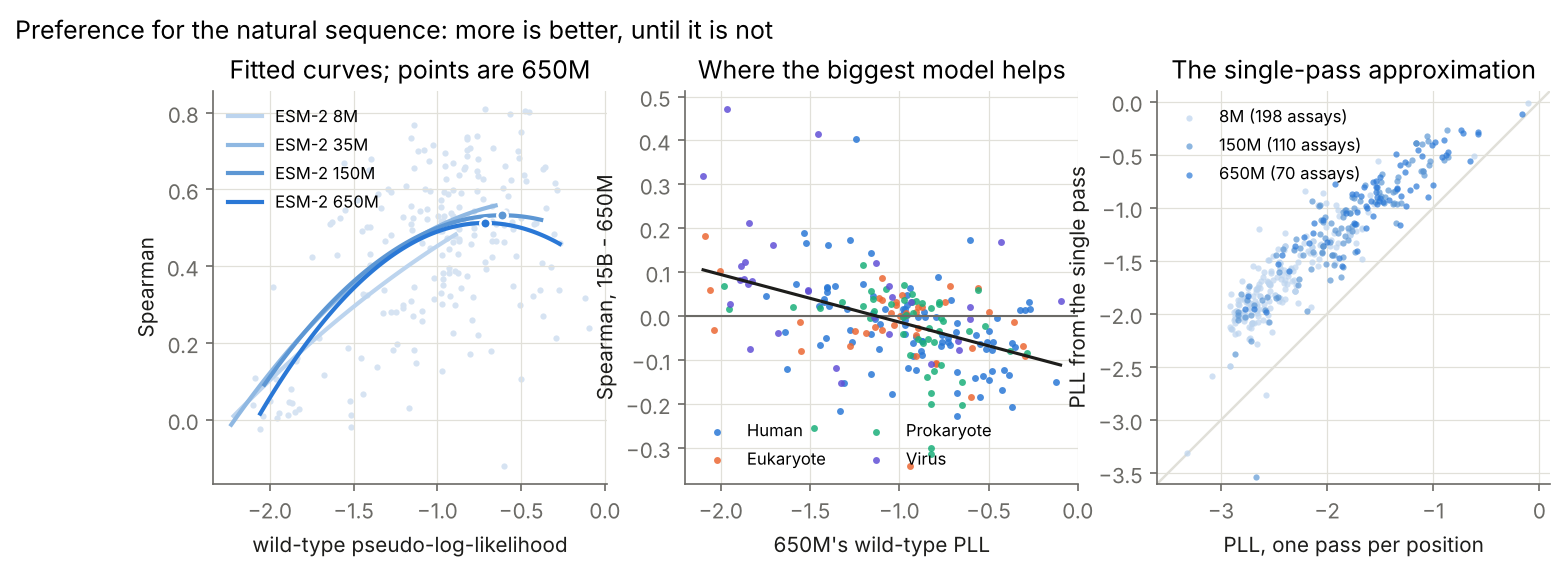 Preference for the natural sequence: more is better, until it is not
Fitted curves; points are 650M
Spearman
0.8
0.6
0.4
0.2
0.0
ESM-2 8M
ESM-2 35M
ESM-2 150M
ESM-2 650M
−2.0
−1.5
−1.0
−0.5
0.0
wild-type pseudo-log-likelihood
Where the biggest model helps
Spearman, 15B - 650M
0.5
0.4
0.3
0.2
0.1
0.0
−0.1
−0.2
−0.3
Human
Eukaryote
Prokaryote
Virus
−2.0
−1.5
−1.0
−0.5
0.0
650M's wild-type PLL
The single-pass approximation
PLL from the single pass
0.0
−0.5
−1.0
−1.5
−2.0
−2.5
−3.0
−3.5
8M (198 assays)
150M (110 assays)
650M (70 assays)
−3
−2
−1
0
PLL, one pass per position